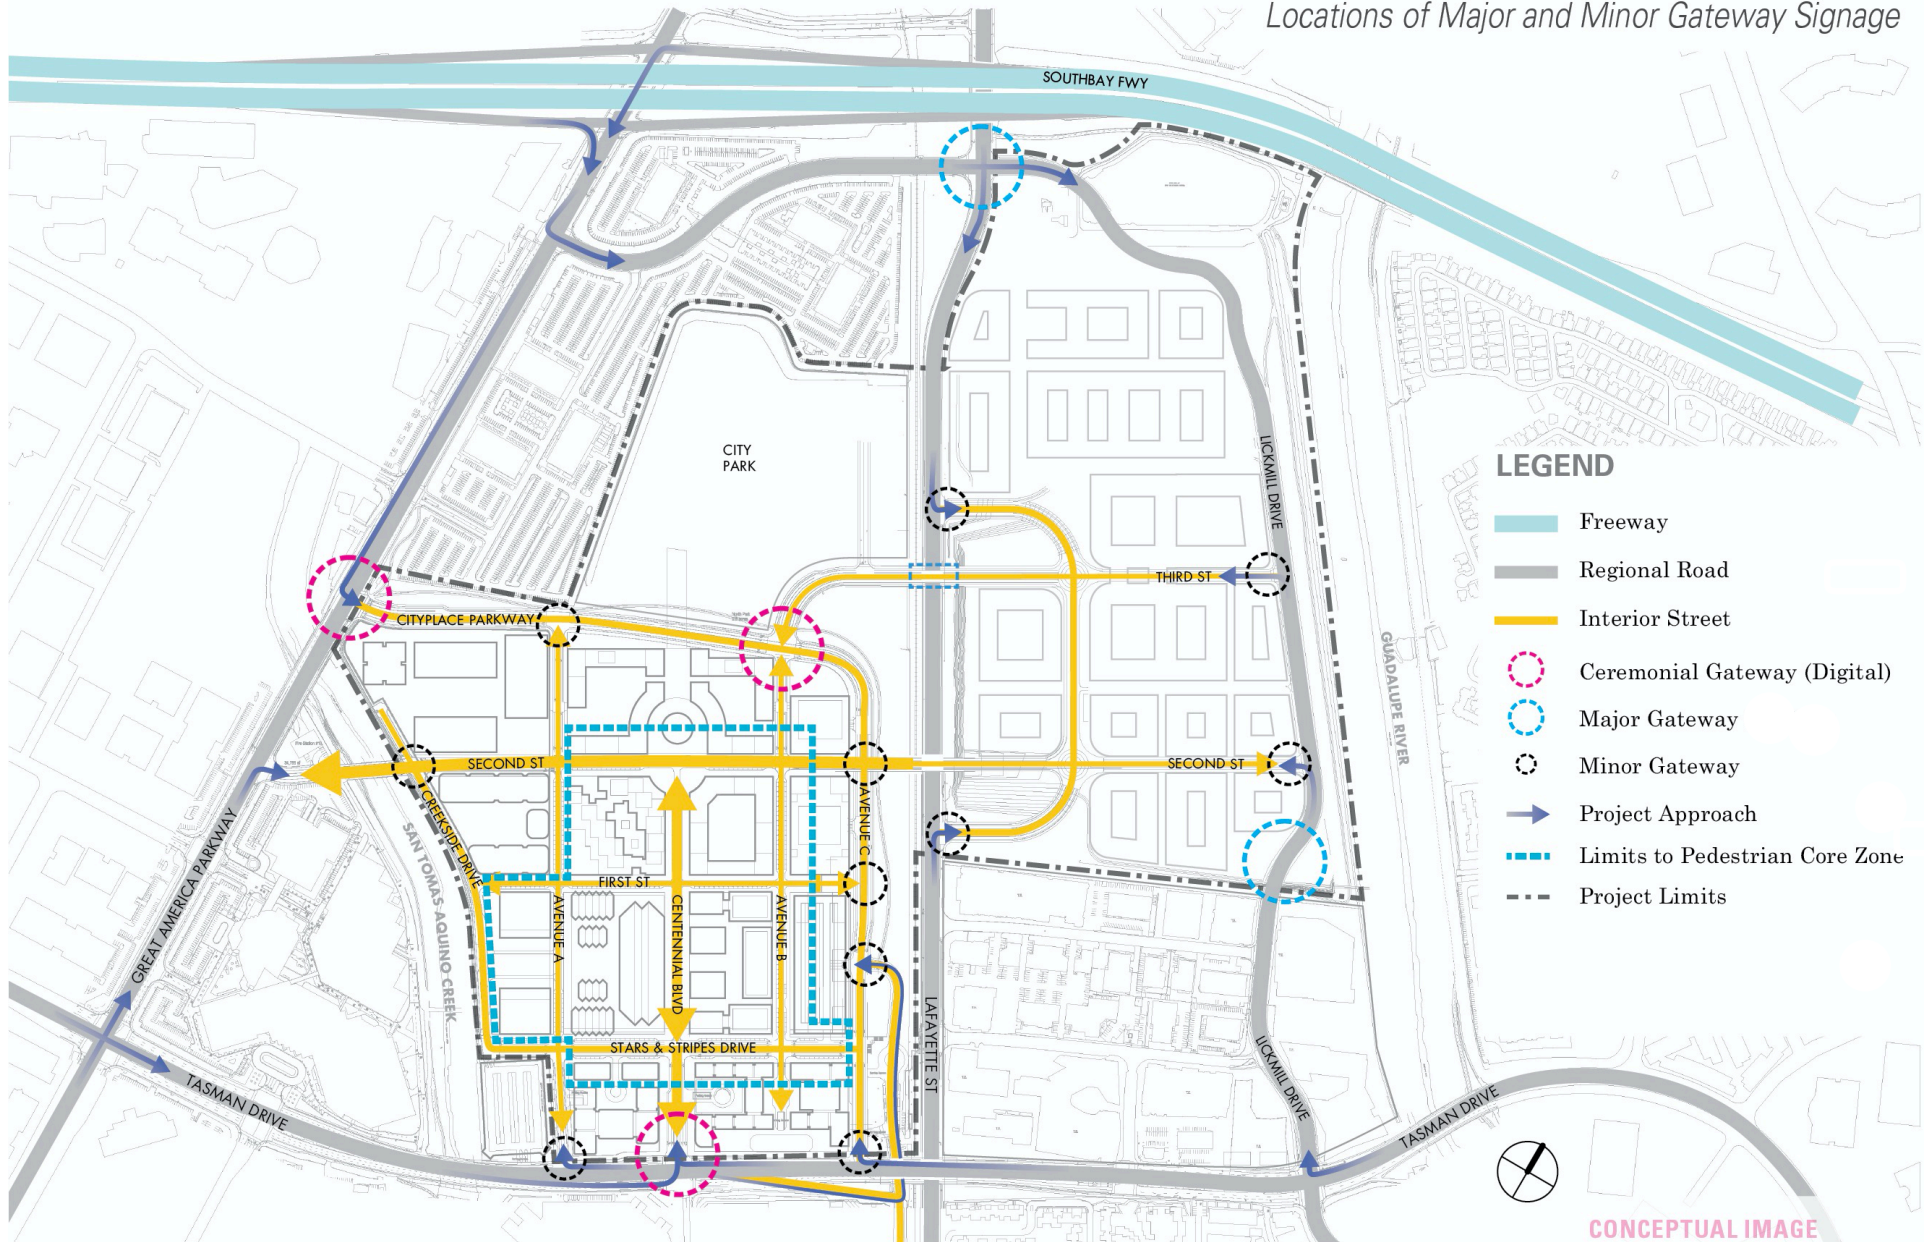 Locations of Major and Minor Gateway Signage
SOUTHBAY FWY
CITY
PARK
LICKMILL DRIVE
THIRD ST
CITYPLACE PARKWAY
GUADALUPE RIVER
SECOND ST
SECOND ST
CREEKSIDE DRIVE
AVENUE C
GREAT AMERICA PARKWAY
SAN TOMAS AQUINO CREEK
FIRST ST
AVENUE A
CENTENNIAL BLVD
AVENUE B
STARS & STRIPES DRIVE
LAFAYETTE ST
LICKMILL DRIVE
TASMAN DRIVE
TASMAN DRIVE
LEGEND
Freeway
Regional Road
Interior Street
Ceremonial Gateway (Digital)
Major Gateway
Minor Gateway
Project Approach
Limits to Pedestrian Core Zone
Project Limits
CONCEPTUAL IMAGE